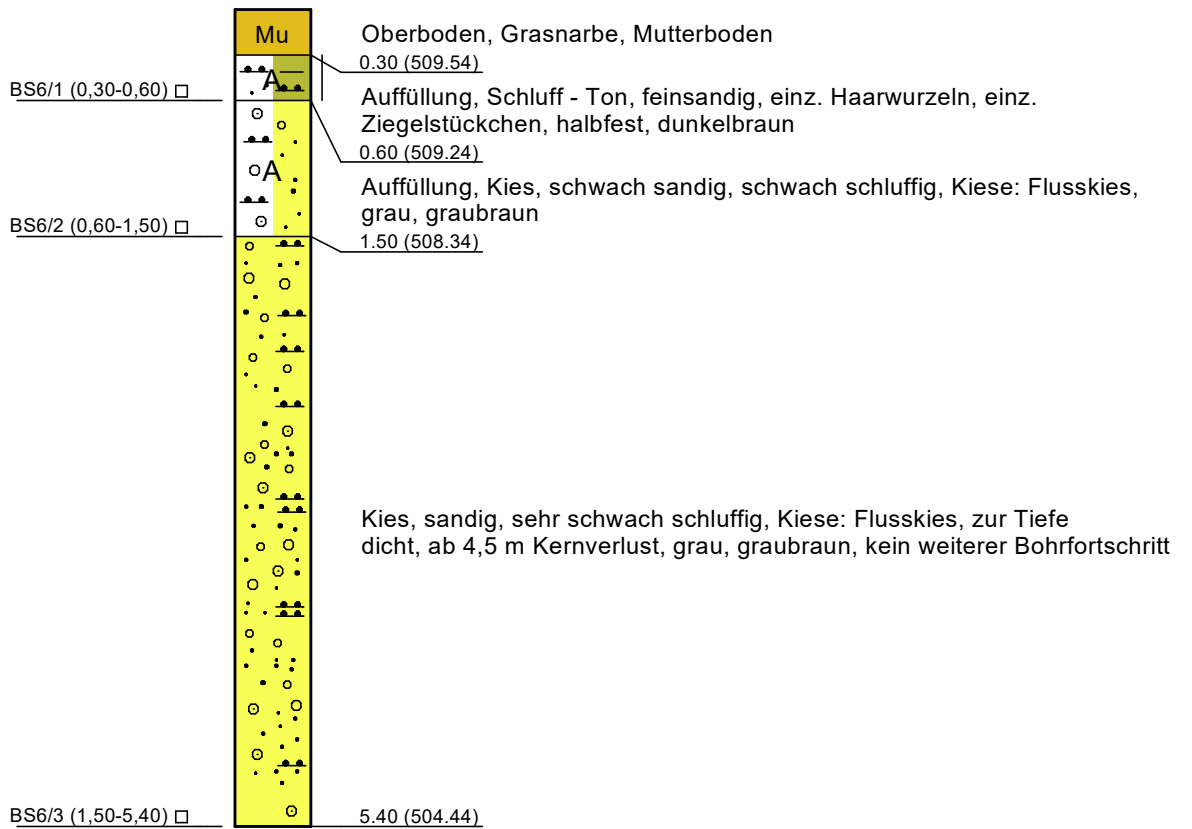 Mu
Oberboden, Grasnarbe, Mutterboden
0.30 (509.54)
A
BS6/1 (0,30-0,60)
Auffüllung, Schluff - Ton, feinsandig, einz. Haarwurzeln, einz.
Ziegelstückchen, halbfest, dunkelbraun
0.60 (509.24)
A
Auffüllung, Kies, schwach sandig, schwach schluffig, Kiese: Flusskies,
grau, graubraun
BS6/2 (0,60-1,50)
1.50 (508.34)
Kies, sandig, sehr schwach schluffig, Kiese: Flusskies, zur Tiefe
dicht, ab 4,5 m Kernverlust, grau, graubraun, kein weiterer Bohrfortschritt
BS6/3 (1,50-5,40)
5.40 (504.44)